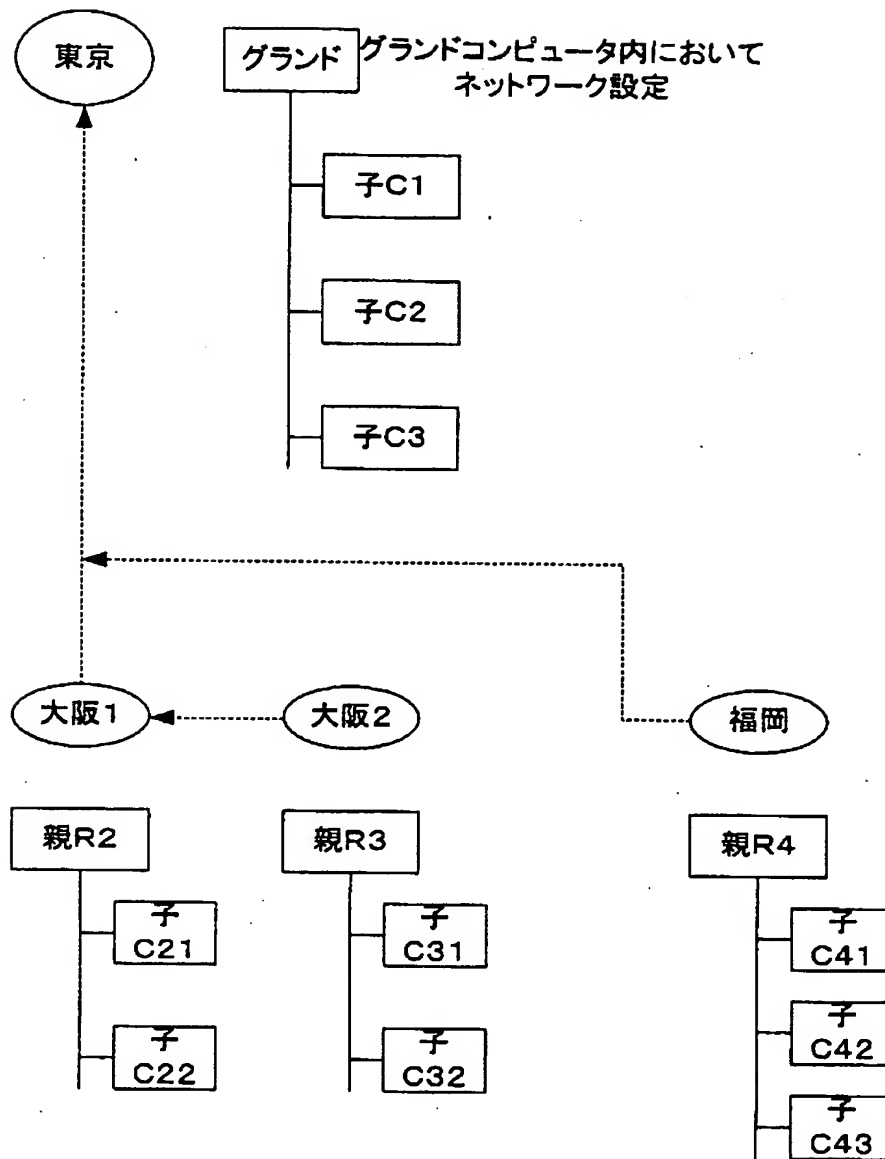 東京
グランド
グランドコンピュータ内において
ネットワーク設定
子C1
子C2
子C3
大阪1
大阪2
福岡
親R2
親R3
親R4
子
C21
子
C22
子
C31
子
C32
子
C41
子
C42
子
C43